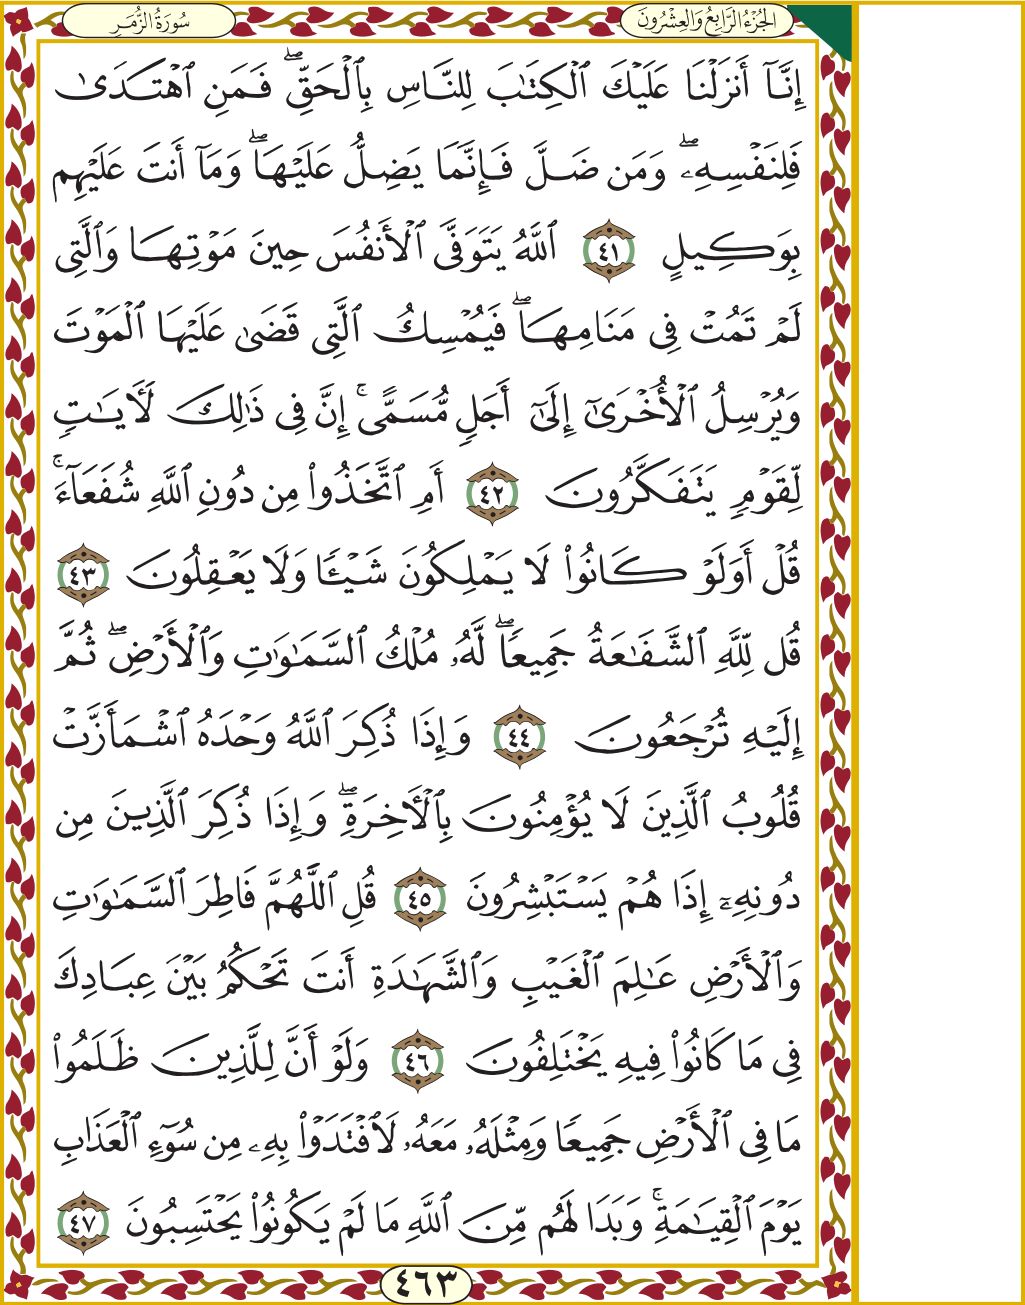 الجُزْءُ الرَّابِعُ وَالعِشْرُونَ
سُورَةُ الزُّمَرِ
إِنَّآ أَنزَلْنَا عَلَيْكَ ٱلْكِتَٰبَ لِلنَّاسِ بِٱلْحَقِّۖ فَمَنِ ٱهْتَدَىٰ
فَلِنَفْسِهِۦۖ وَمَن ضَلَّ فَإِنَّمَا يَضِلُّ عَلَيْهَاۖ وَمَآ أَنتَ عَلَيْهِم
بِوَكِيلٍ ٤١ ٱللَّهُ يَتَوَفَّى ٱلْأَنفُسَ حِينَ مَوْتِهَا وَٱلَّتِى
لَمْ تَمُتْ فِى مَنَامِهَاۖ فَيُمْسِكُ ٱلَّتِى قَضَىٰ عَلَيْهَا ٱلْمَوْتَ
وَيُرْسِلُ ٱلْأُخْرَىٰٓ إِلَىٰٓ أَجَلٍ مُّسَمًّىۚ إِنَّ فِى ذَٰلِكَ لَءَايَٰتٍ
لِّقَوْمٍ يَتَفَكَّرُونَ ٤٢ أَمِ ٱتَّخَذُوا۟ مِن دُونِ ٱللَّهِ شُفَعَآءَۚ
قُلْ أَوَلَوْ كَانُوا۟ لَا يَمْلِكُونَ شَيْـًٔا وَلَا يَعْقِلُونَ ٤٣
قُل لِّلَّهِ ٱلشَّفَٰعَةُ جَمِيعًاۖ لَّهُۥ مُلْكُ ٱلسَّمَٰوَٰتِ وَٱلْأَرْضِۖ ثُمَّ
إِلَيْهِ تُرْجَعُونَ ٤٤ وَإِذَا ذُكِرَ ٱللَّهُ وَحْدَهُ ٱشْمَأَزَّتْ
قُلُوبُ ٱلَّذِينَ لَا يُؤْمِنُونَ بِٱلْءَاخِرَةِۖ وَإِذَا ذُكِرَ ٱلَّذِينَ مِن
دُونِهِۦٓ إِذَا هُمْ يَسْتَبْشِرُونَ ٤٥ قُلِ ٱللَّهُمَّ فَاطِرَ ٱلسَّمَٰوَٰتِ
وَٱلْأَرْضِ عَٰلِمَ ٱلْغَيْبِ وَٱلشَّهَٰدَةِ أَنتَ تَحْكُمُ بَيْنَ عِبَادِكَ
فِى مَا كَانُوا۟ فِيهِ يَخْتَلِفُونَ ٤٦ وَلَوْ أَنَّ لِلَّذِينَ ظَلَمُوا۟
مَا فِى ٱلْأَرْضِ جَمِيعًا وَمِثْلَهُۥ مَعَهُۥ لَٱفْتَدَوْا۟ بِهِۦ مِن سُوٓءِ ٱلْعَذَابِ
يَوْمَ ٱلْقِيَٰمَةِۚ وَبَدَا لَهُم مِّنَ ٱللَّهِ مَا لَمْ يَكُونُوا۟ يَحْتَسِبُونَ ٤٧
٤٦٣